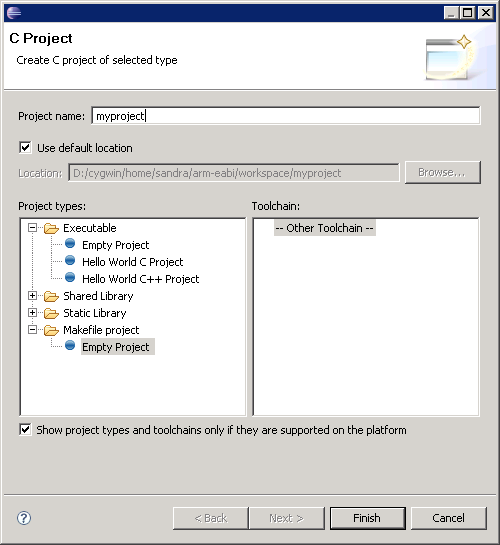 C Project
Create C project of selected type
Project name: myproject
Use default location
Location: D:/cygwin/home/sandra/arm-eabi/workspace/myproject Browse...
Project types:
Executable
Empty Project
Hello World C Project
Hello World C++ Project
Shared Library
Static Library
Makefile project
Empty Project
Toolchain:
-- Other Toolchain --
Show project types and toolchains only if they are supported on the platform
? < Back Next > Finish Cancel